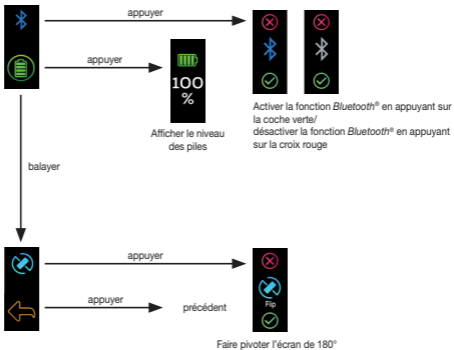 appuyer
appuyer
100
%
Activer la fonction Bluetooth® en appuyant sur
la coche verte/
désactiver la fonction Bluetooth® en appuyant
sur la croix rouge
Afficher le niveau
des piles
balayer
appuyer
appuyer
précédent
Flip
Faire pivoter l'écran de 180°